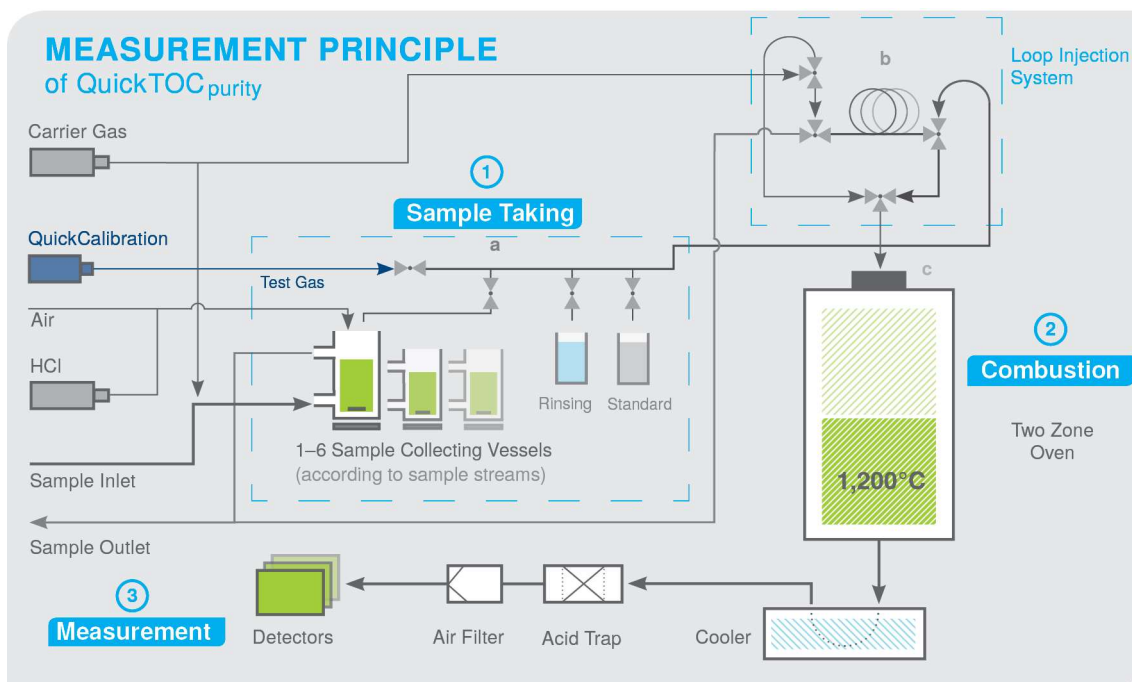 MEASUREMENT PRINCIPLE
of QuickTOCpurity
b
Loop Injection
System
Carrier Gas
1
Sample Taking
QuickCalibration
a
Test Gas
c
Air
2
Combustion
HCl
Rinsing
Standard
Two Zone
Oven
1–6 Sample Collecting Vessels
(according to sample streams)
1,200°C
Sample Inlet
Sample Outlet
3
Measurement
Detectors
Air Filter
Acid Trap
Cooler